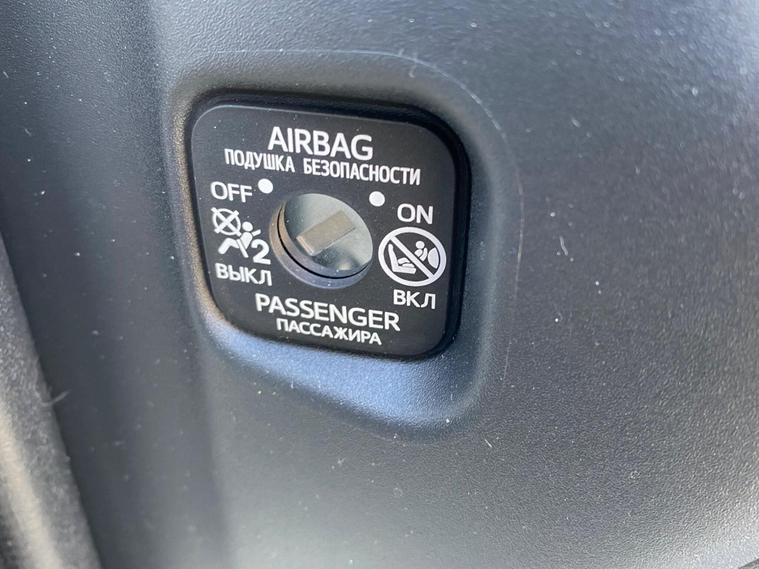 AIRBAG
ПОДУШКА БЕЗОПАСНОСТИ
OFF
ON
2
ВЫКЛ
ВКЛ
PASSENGER
ПАССАЖИРА